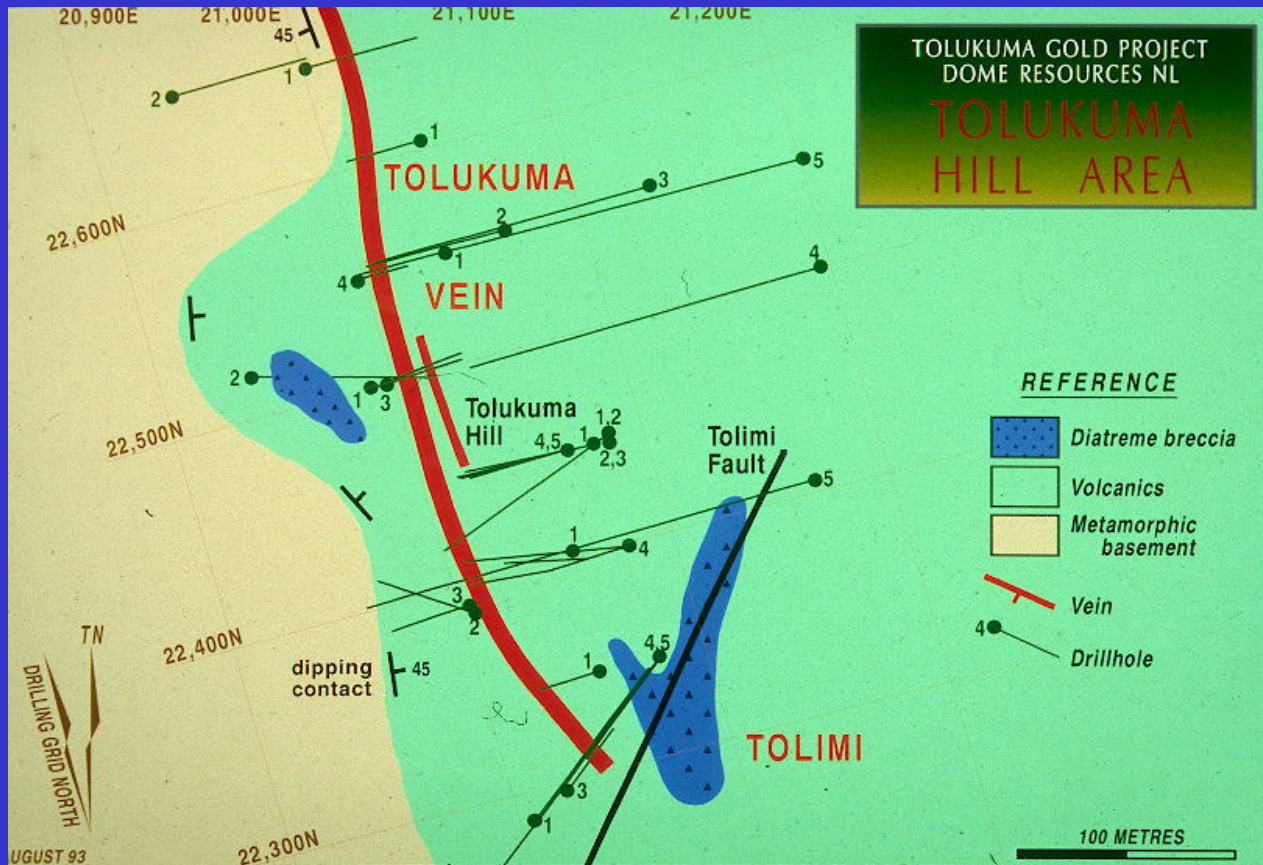 20,900E
21,000E
21,100E
21,200E
TOLUKUMA GOLD PROJECT
DOME RESOURCES NL
TOLUKUMA
HILL AREA
45
1
2
1
5
TOLUKUMA
3
2
22,600N
1
4
4
VEIN
2
1
3
Tolukuma
Hill
1,2
1
4,5
2,3
Tolimi
Fault
22,500N
5
1
4
3
2
REFERENCE
Diatreme breccia
Volcanics
Metamorphic
basement
Vein
4
Drillhole
TN
DRILLING GRID NORTH
22,400N
dipping
contact
45
1
4,5
TOLIMI
3
1
22,300N
UGUST 93
100 METRES